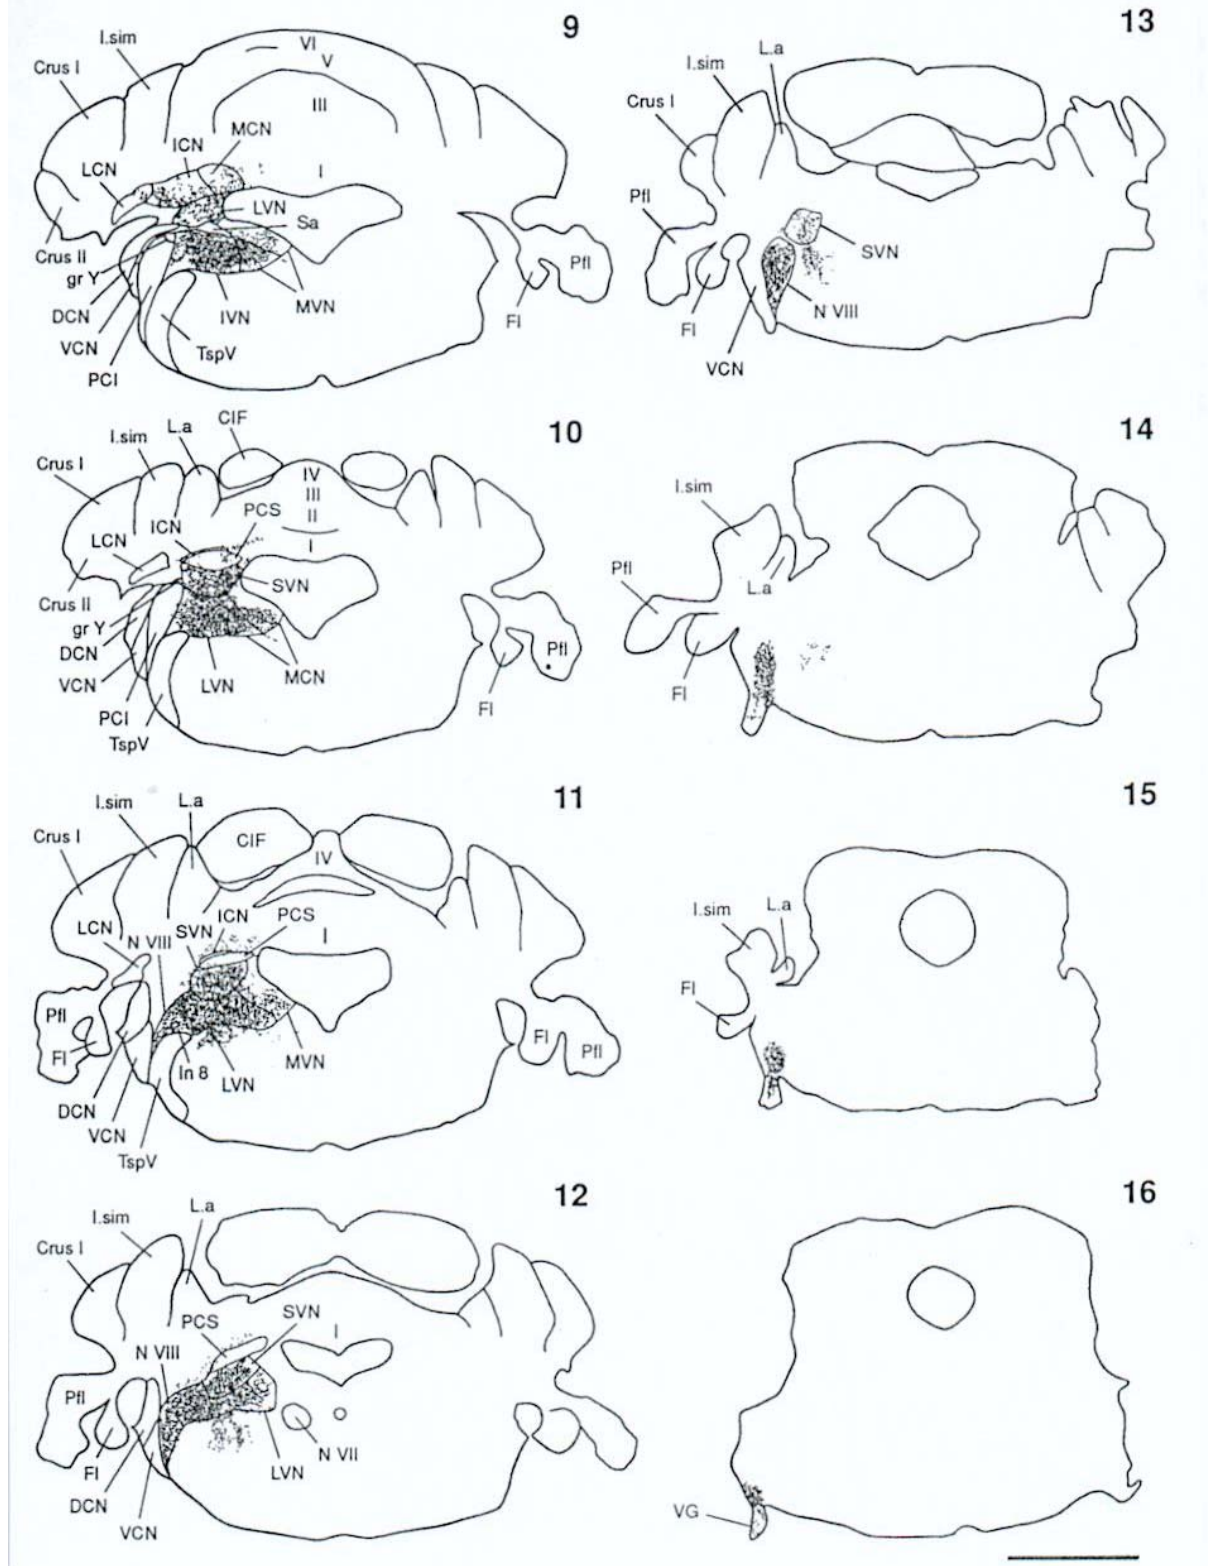 9
I.sim
VI
Crus I
V
III
MCN
ICN
LCN
I
LVN
Sa
Crus II
gr Y
Pfl
DCN
IVN
MVN
Fl
VCN
TspV
PCI
10
CIF
L.a
I.sim
Crus I
IV
III
PCS
II
ICN
LCN
I
SVN
Crus II
gr Y
DCN
Pfl
VCN
LVN
MCN
Fl
PCI
TspV
11
I.sim
L.a
Crus I
CIF
IV
ICN
PCS
SVN
LCN
N VIII
I
Pfl
Fl
Fl
Pfl
MVN
In 8
LVN
DCN
VCN
TspV
12
L.a
I.sim
Crus I
SVN
PCS
I
N VIII
Pfl
N VII
Fl
LVN
DCN
VCN
13
L.a
I.sim
Crus I
Pfl
SVN
N VIII
Fl
VCN
14
I.sim
Pfl
L.a
Fl
15
I.sim
L.a
Fl
16
VG